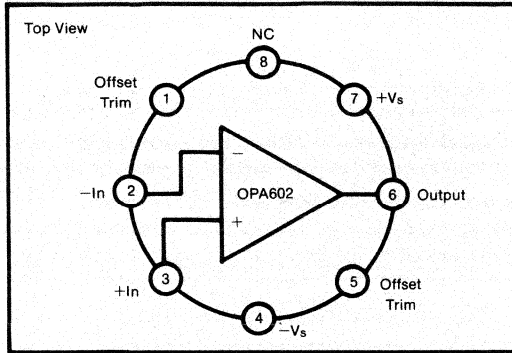 Top View
NC
8
Offset
Trim
1
7
+Vs
2
−In
−
OPA602
+
6
Output
3
+In
5
Offset
Trim
4
−Vs